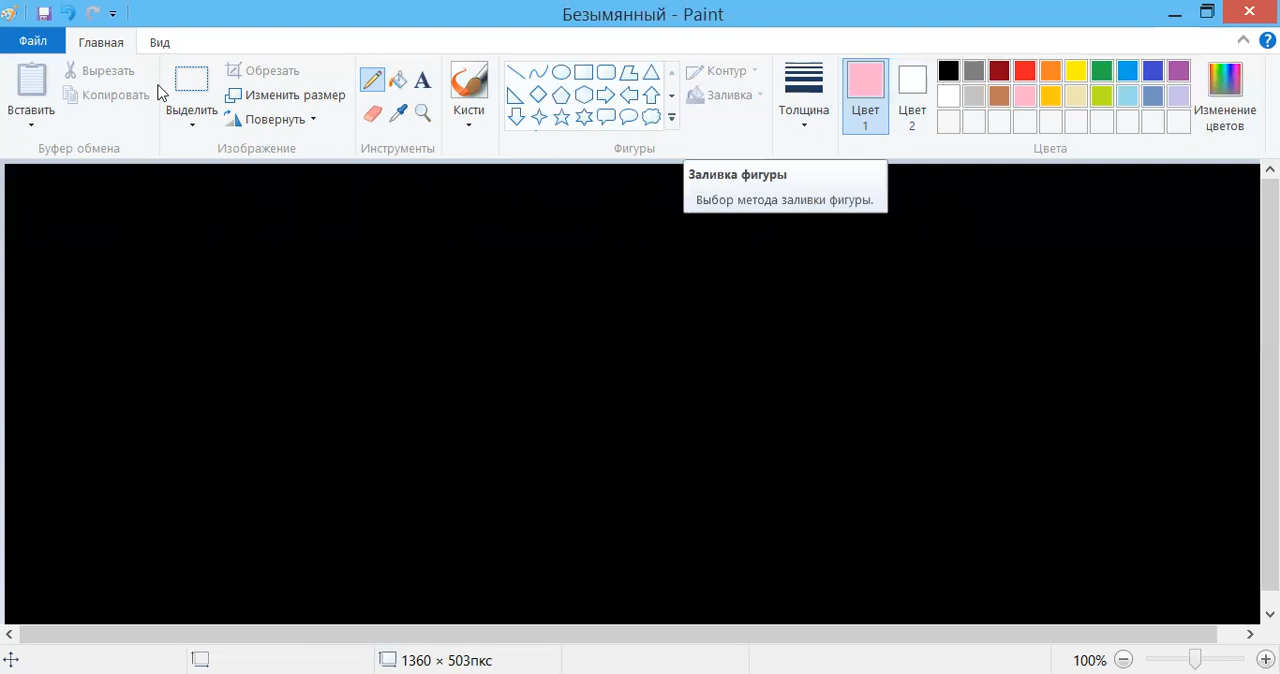 Безымянный - Paint
Файл Главная Вид
Вставить
Вырезать
Копировать
Буфер обмена
Выделить
Обрезать
Изменить размер
Повернуть
Изображение
A
Инструменты
Кисти
Фигуры
Контур
Заливка
Толщина
Цвет
1
Цвет
2
Изменение
цветов
Цвета
Заливка фигуры
Выбор метода заливки фигуры.
1360 × 503пкс
100%